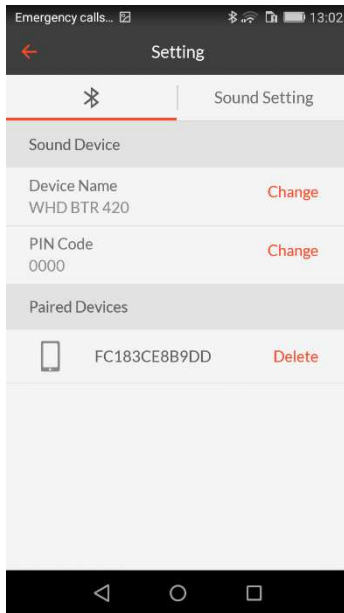 Emergency calls... 13:02
Setting
Sound Setting
Sound Device
Device Name
WHD BTR 420
Change
PIN Code
0000
Change
Paired Devices
FC183CE8B9DD Delete